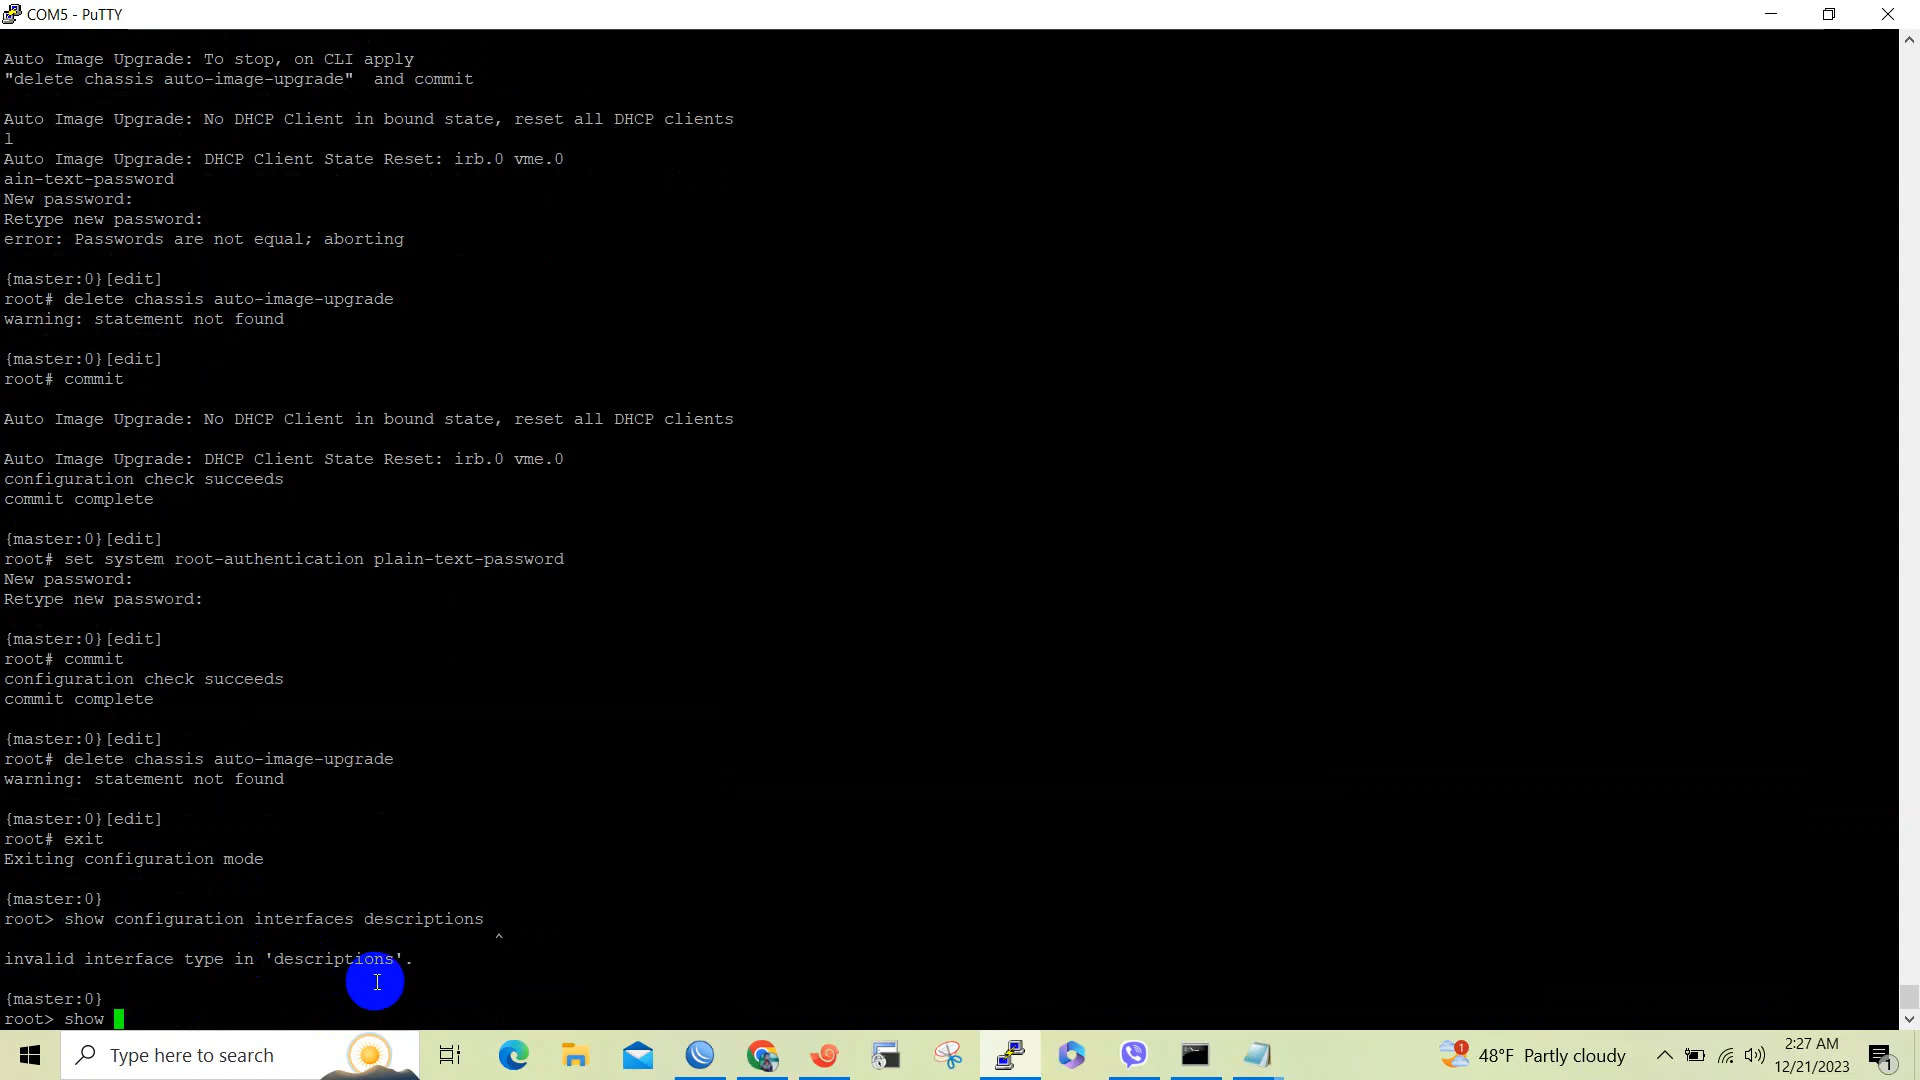 COM5 - PuTTY
Auto Image Upgrade: To stop, on CLI apply
"delete chassis auto-image-upgrade"  and commit
Auto Image Upgrade: No DHCP Client in bound state, reset all DHCP clients
l
Auto Image Upgrade: DHCP Client State Reset: irb.0 vme.0
ain-text-password
New password:
Retype new password:
error: Passwords are not equal; aborting
{master:0}[edit]
root# delete chassis auto-image-upgrade
warning: statement not found
{master:0}[edit]
root# commit
Auto Image Upgrade: No DHCP Client in bound state, reset all DHCP clients
Auto Image Upgrade: DHCP Client State Reset: irb.0 vme.0
configuration check succeeds
commit complete
{master:0}[edit]
root# set system root-authentication plain-text-password
New password:
Retype new password:
{master:0}[edit]
root# commit
configuration check succeeds
commit complete
{master:0}[edit]
root# delete chassis auto-image-upgrade
warning: statement not found
{master:0}[edit]
root# exit
Exiting configuration mode
{master:0}
root> show configuration interfaces descriptions
^
invalid interface type in 'descriptions'.
{master:0}
root> show
Type here to search
1
48°F Partly cloudy
2:27 AM
12/21/2023
1